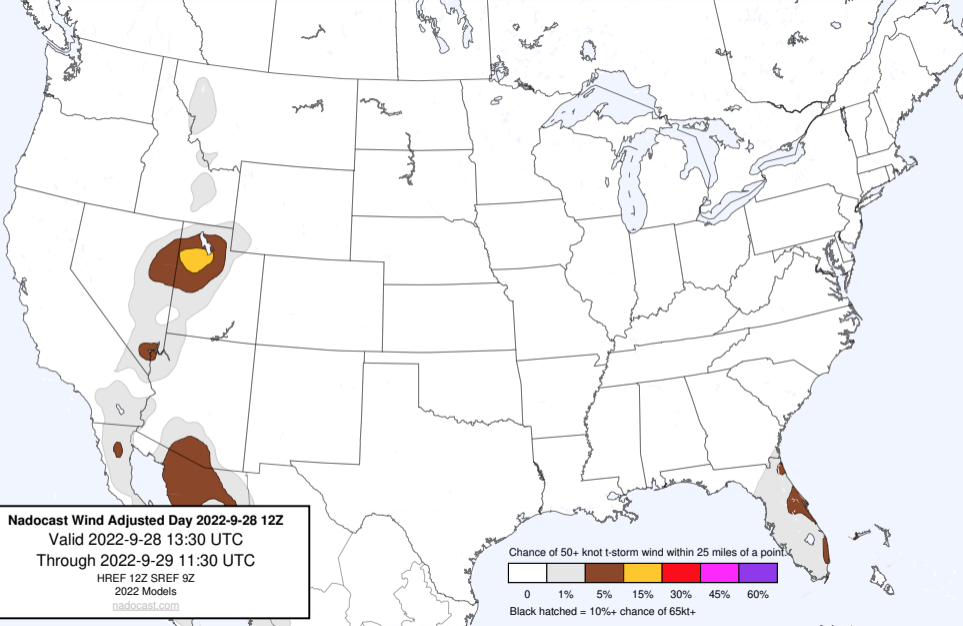 Nadocast Wind Adjusted Day 2022-9-28 12Z
Valid 2022-9-28 13:30 UTC
Through 2022-9-29 11:30 UTC
HREF 12Z SREF 9Z
2022 Models
nadocast.com
Chance of 50+ knot t-storm wind within 25 miles of a point.
0 1% 5% 15% 30% 45% 60%
Black hatched = 10%+ chance of 65kt+